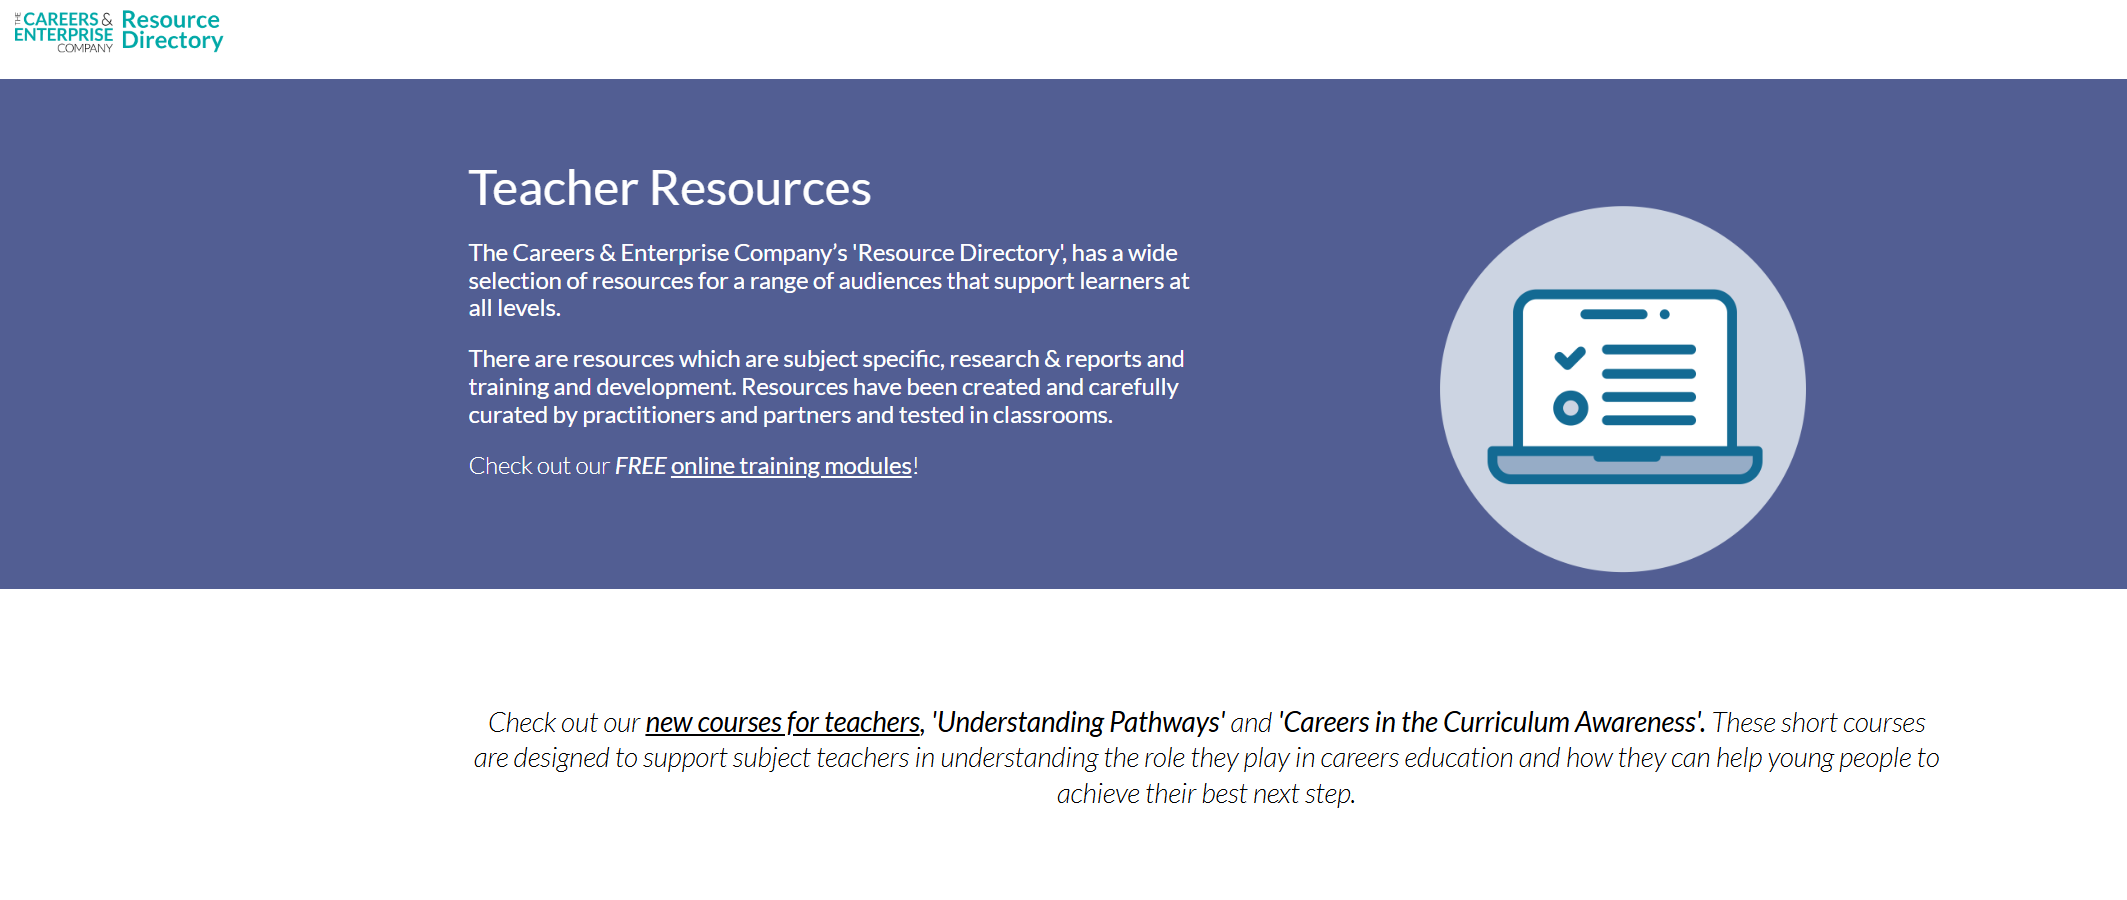 THE CAREERS & ENTERPRISE COMPANY
Resource Directory
Teacher Resources
The Careers & Enterprise Company’s 'Resource Directory', has a wide
selection of resources for a range of audiences that support learners at
all levels.
There are resources which are subject specific, research & reports and
training and development. Resources have been created and carefully
curated by practitioners and partners and tested in classrooms.
Check out our FREE online training modules!
Check out our new courses for teachers, 'Understanding Pathways' and 'Careers in the Curriculum Awareness'. These short courses
are designed to support subject teachers in understanding the role they play in careers education and how they can help young people to
achieve their best next step.